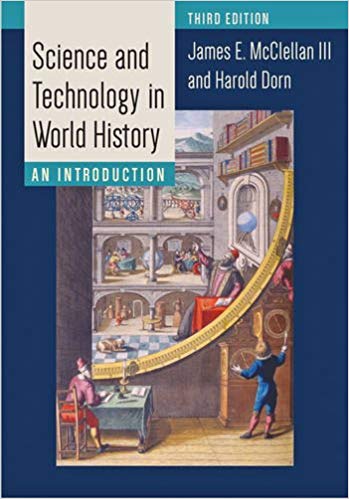 THIRD EDITION
Science and
Technology in
World History
AN INTRODUCTION
James E. McClellan III
and Harold Dorn